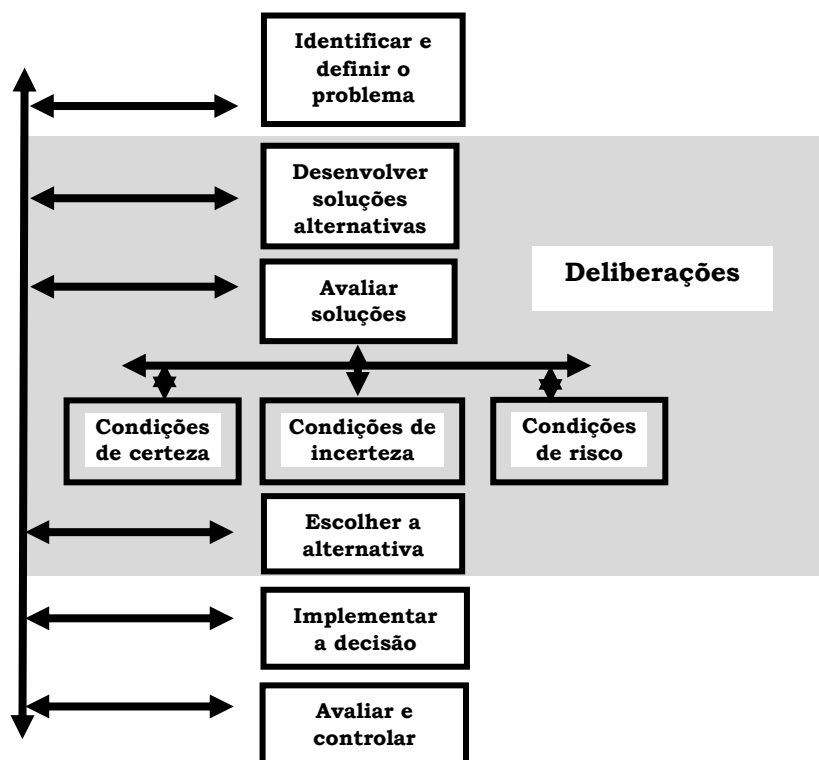 Identificar e
definir o
problema
Desenvolver
soluções
alternativas
Deliberações
Avaliar
soluções
Condições
de certeza
Condições de
incerteza
Condições
de risco
Escolher a
alternativa
Implementar
a decisão
Avaliar e
controlar